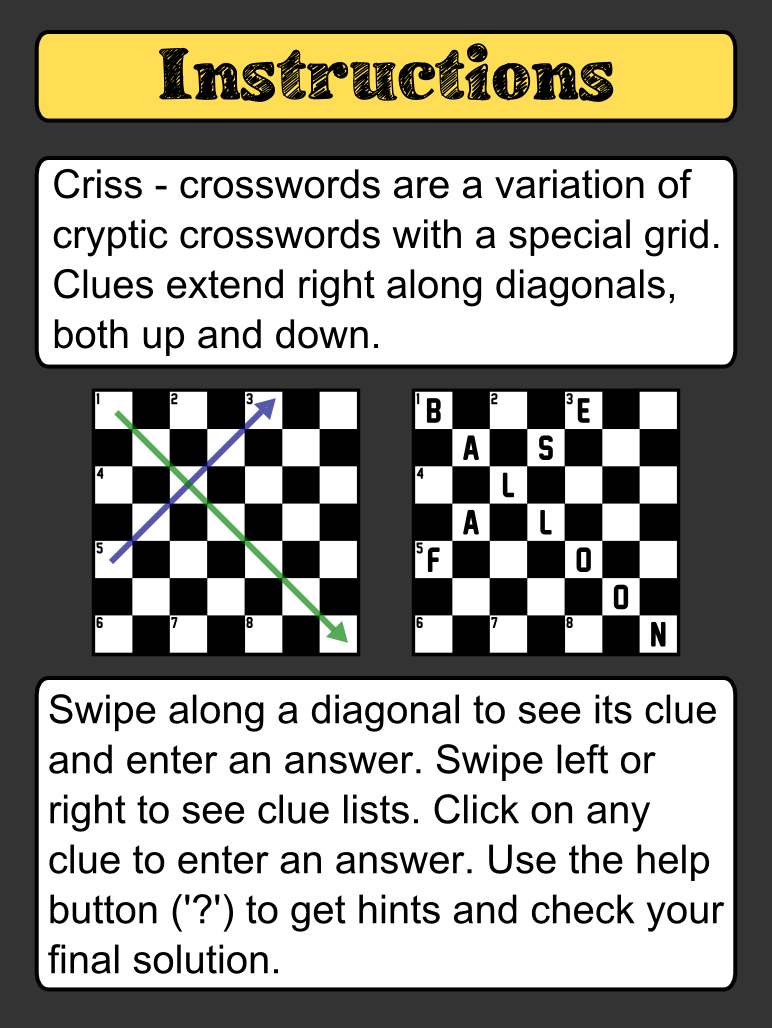 Instructions
Criss - crosswords are a variation of
cryptic crosswords with a special grid.
Clues extend right along diagonals,
both up and down.
1 2 3
4
5
6 7 8
1 B 2 3 E
A S
4 L
A L
5 F O
O
6 7 8 N
Swipe along a diagonal to see its clue
and enter an answer. Swipe left or
right to see clue lists. Click on any
clue to enter an answer. Use the help
button ('?') to get hints and check your
final solution.